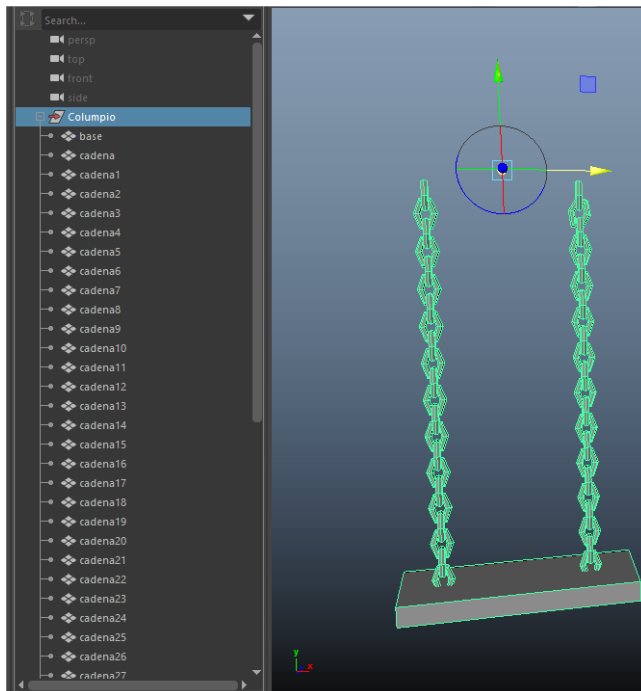 Search...
persp
top
front
side
Columpio
base
cadena
cadena1
cadena2
cadena3
cadena4
cadena5
cadena6
cadena7
cadena8
cadena9
cadena10
cadena11
cadena12
cadena13
cadena14
cadena15
cadena16
cadena17
cadena18
cadena19
cadena20
cadena21
cadena22
cadena23
cadena24
cadena25
cadena26
cadena27
y
x